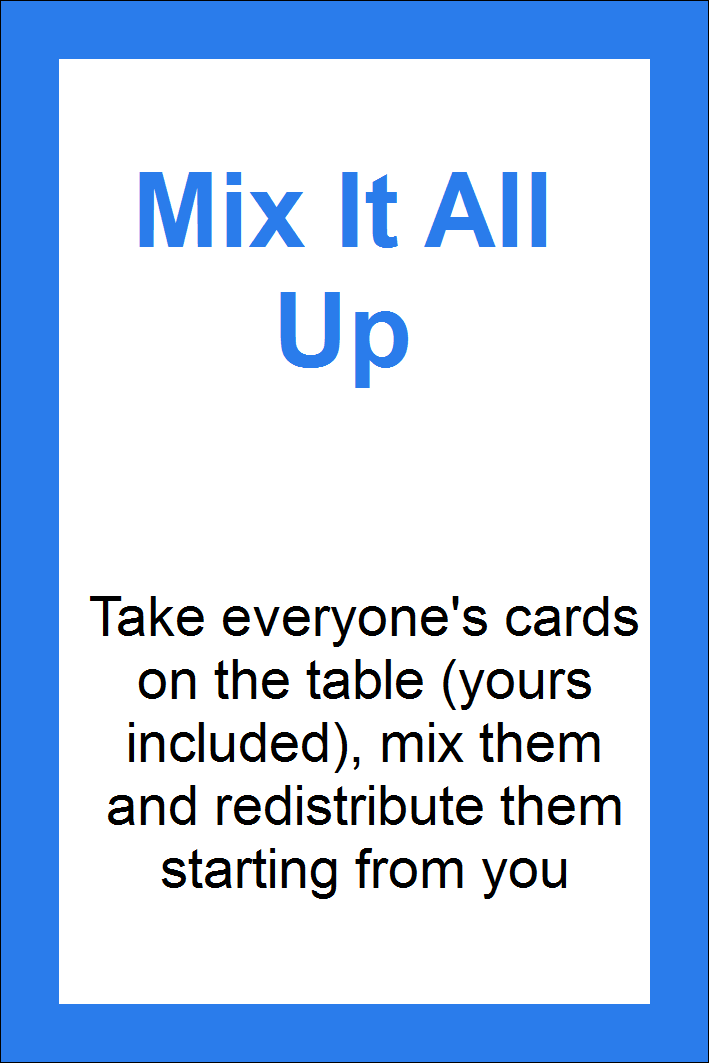 Mix It All
Up
Take everyone's cards
on the table (yours
included), mix them
and redistribute them
starting from you